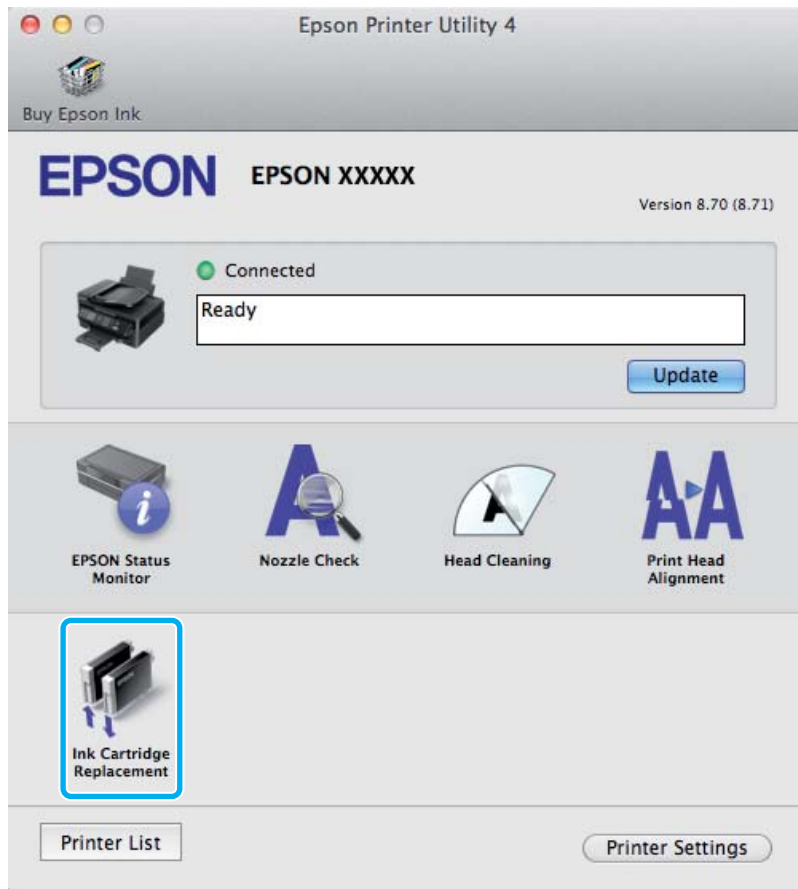 Epson Printer Utility 4
Buy Epson Ink
EPSON
EPSON XXXXX
Version 8.70 (8.71)
Connected
Ready
Update
EPSON Status
Monitor
Nozzle Check
Head Cleaning
Print Head
Alignment
Ink Cartridge
Replacement
Printer List
Printer Settings